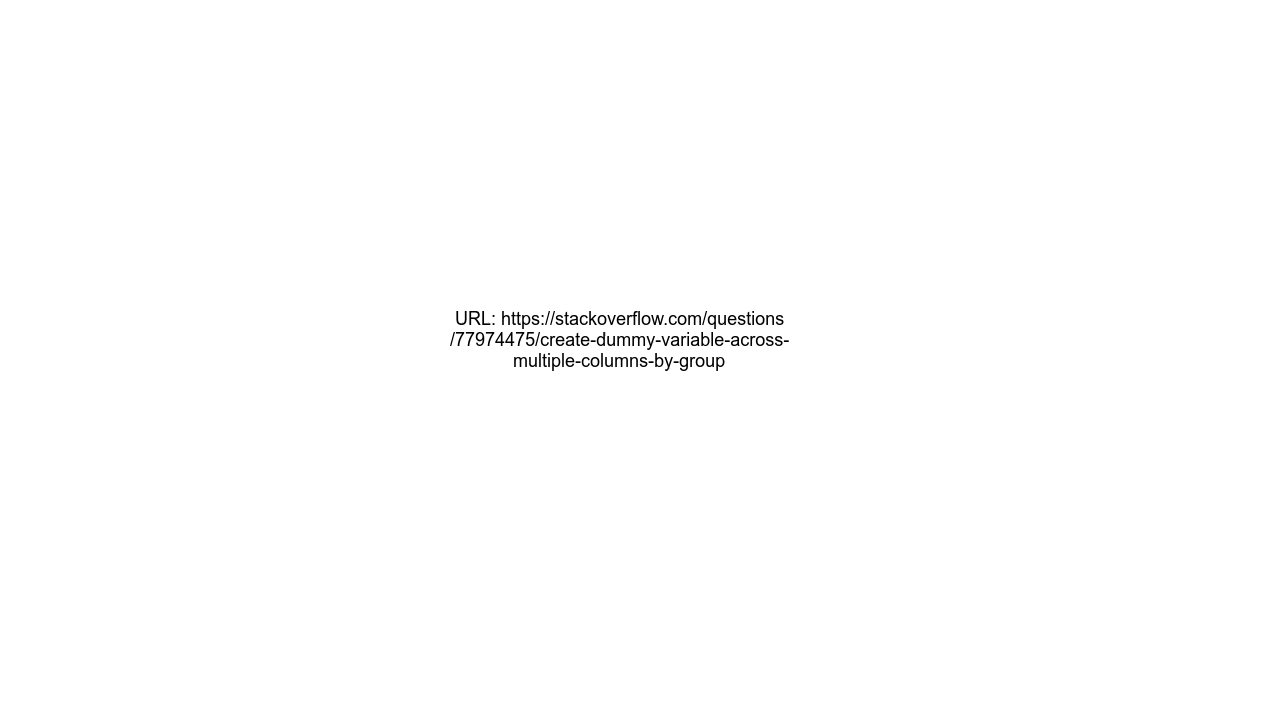 URL: https://stackoverflow.com/questions
/77974475/create-dummy-variable-across-
multiple-columns-by-group